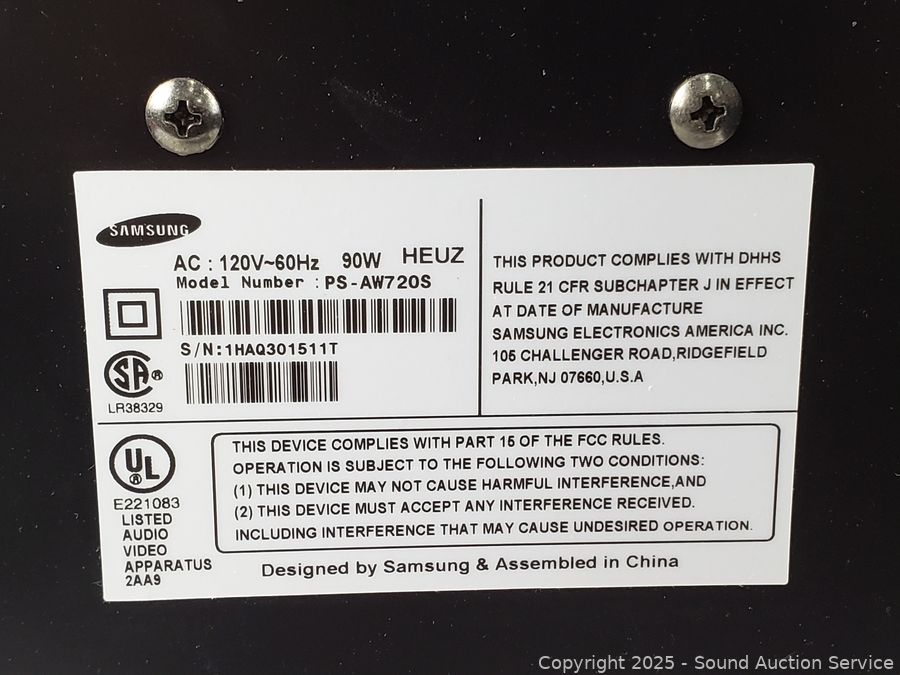 SAMSUNG
AC : 120V~60Hz 90W HEUZ
Model Number : PS-AW720S
S/N:1HAQ301511T
SA ®
LR38329
THIS PRODUCT COMPLIES WITH DHHS
RULE 21 CFR SUBCHAPTER J IN EFFECT
AT DATE OF MANUFACTURE
SAMSUNG ELECTRONICS AMERICA INC.
105 CHALLENGER ROAD,RIDGEFIELD
PARK,NJ 07660,U.S.A
UL ®
E221083
LISTED
AUDIO
VIDEO
APPARATUS
2AA9
THIS DEVICE COMPLIES WITH PART 15 OF THE FCC RULES.
OPERATION IS SUBJECT TO THE FOLLOWING TWO CONDITIONS:
(1) THIS DEVICE MAY NOT CAUSE HARMFUL INTERFERENCE,AND
(2) THIS DEVICE MUST ACCEPT ANY INTERFERENCE RECEIVED.
INCLUDING INTERFERENCE THAT MAY CAUSE UNDESIRED OPERATION.
Designed by Samsung & Assembled in China
Copyright 2025 - Sound Auction Service